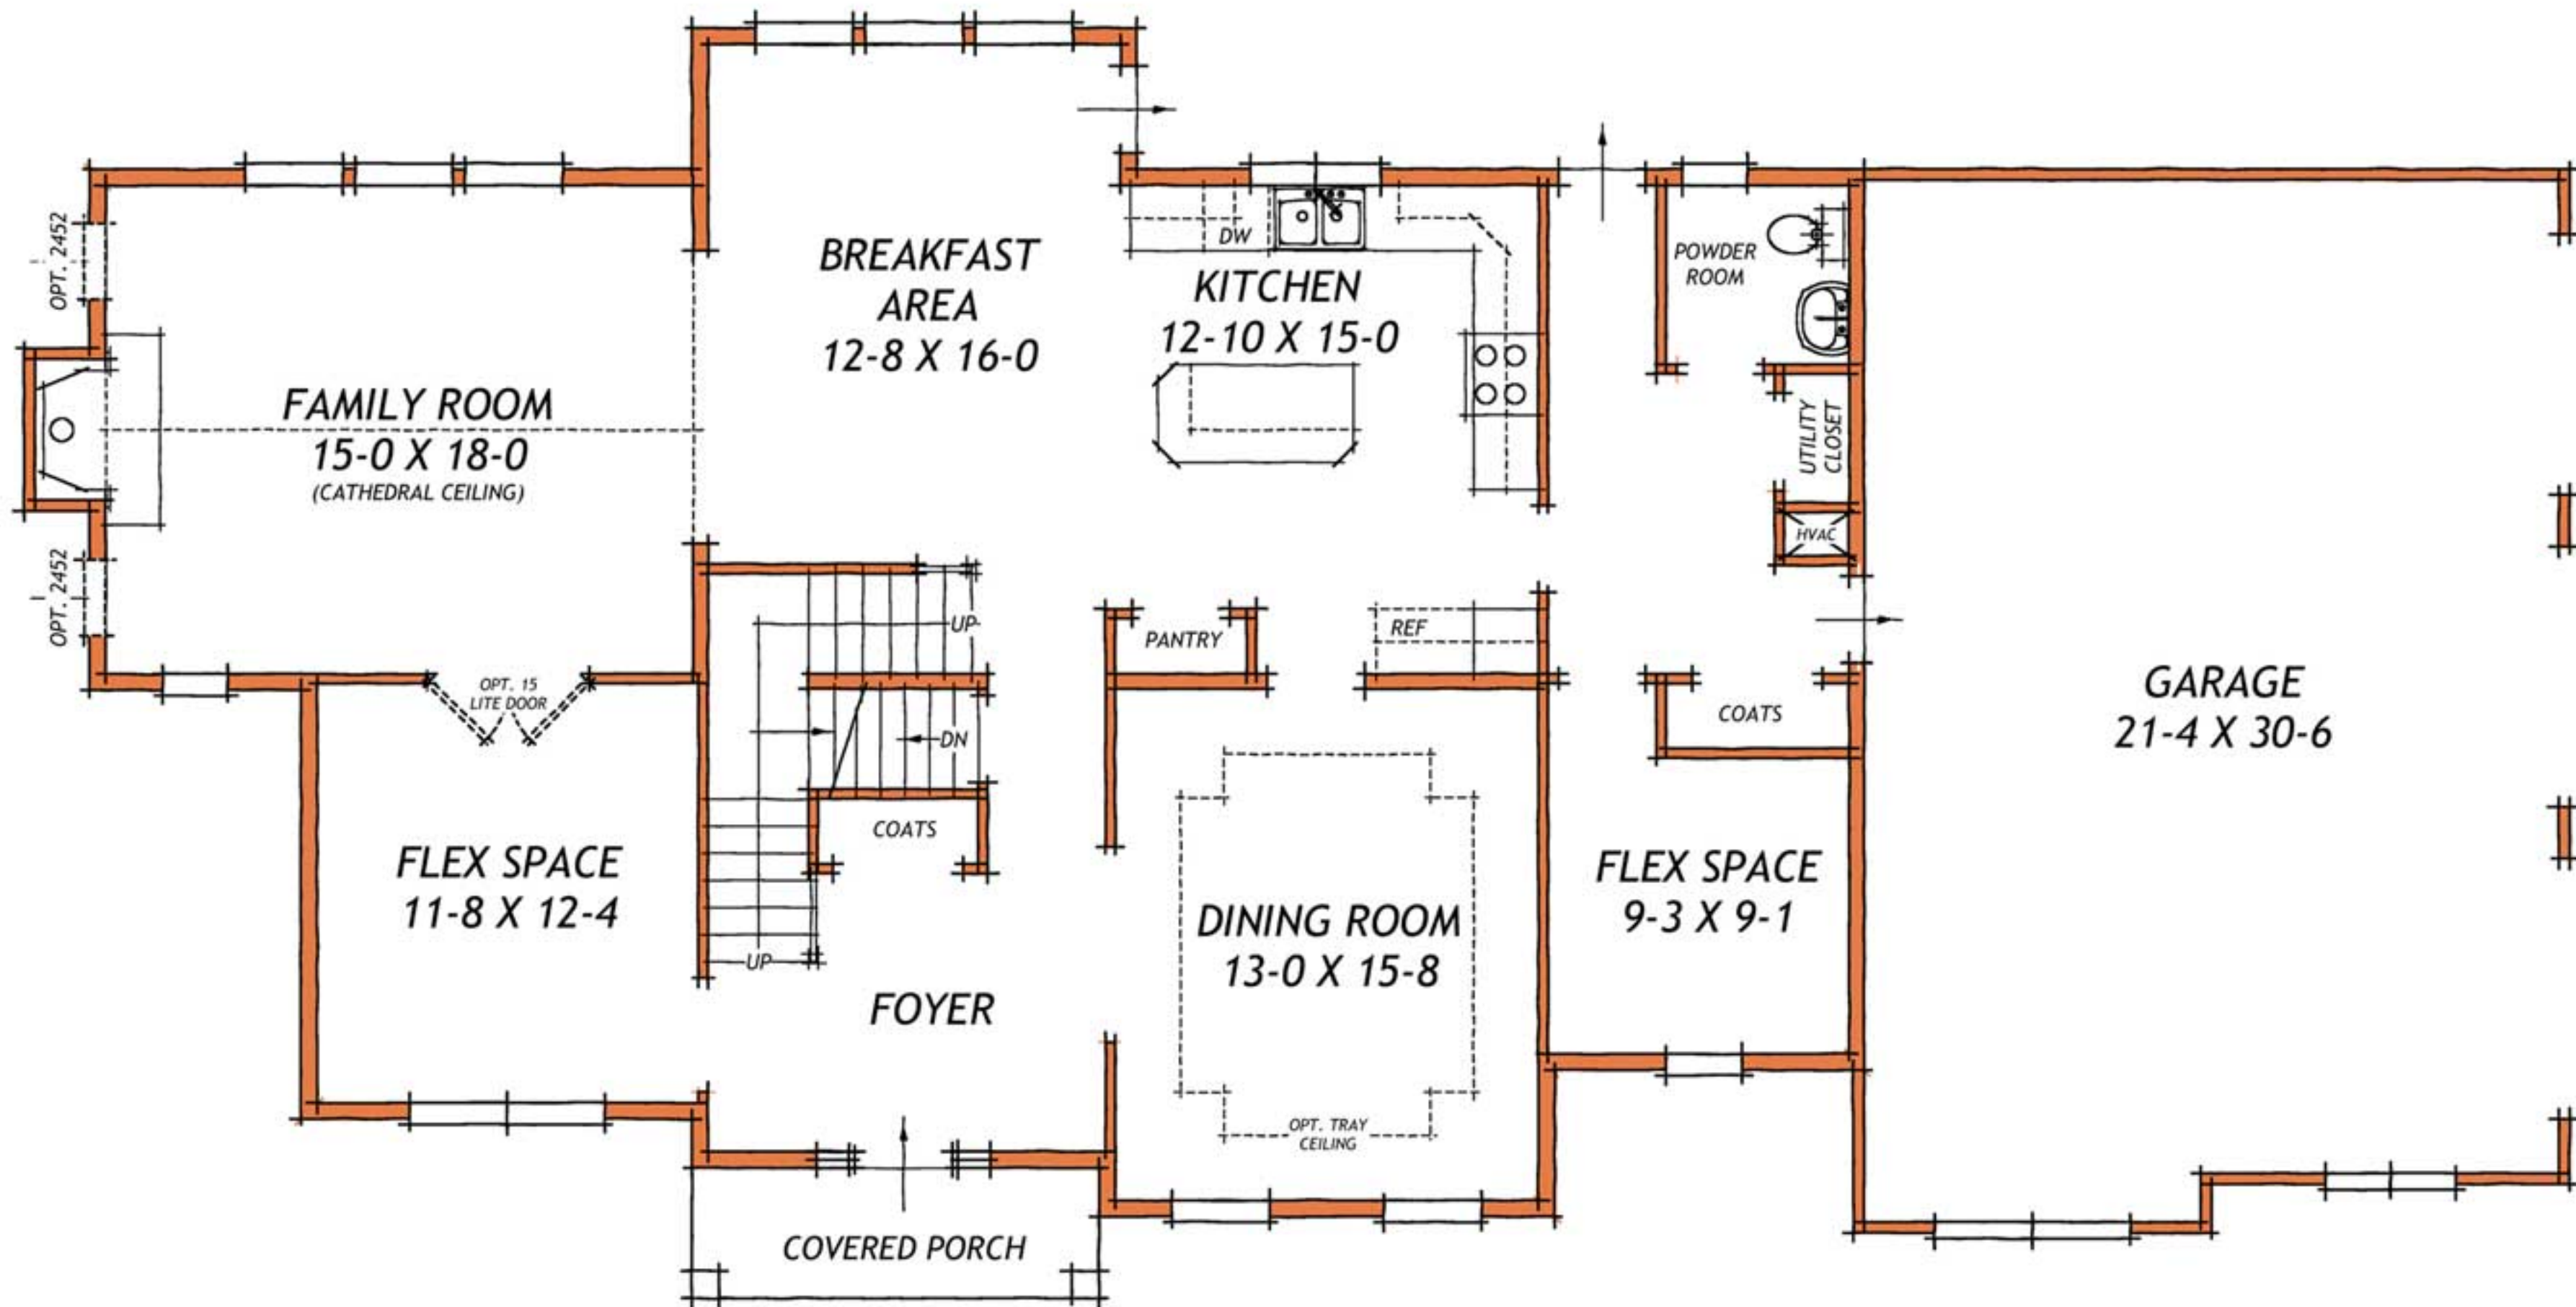 OPT. 2452
OPT. 2452
FAMILY ROOM
15-0 X 18-0
(CATHEDRAL CEILING)
BREAKFAST
AREA
12-8 X 16-0
DW
KITCHEN
12-10 X 15-0
POWDER
ROOM
UTILITY
CLOSET
HVAC
UP
PANTRY
REF
OPT. 15
LITE DOOR
DN
COATS
COATS
GARAGE
21-4 X 30-6
FLEX SPACE
11-8 X 12-4
UP
FOYER
DINING ROOM
13-0 X 15-8
FLEX SPACE
9-3 X 9-1
OPT. TRAY
CEILING
COVERED PORCH